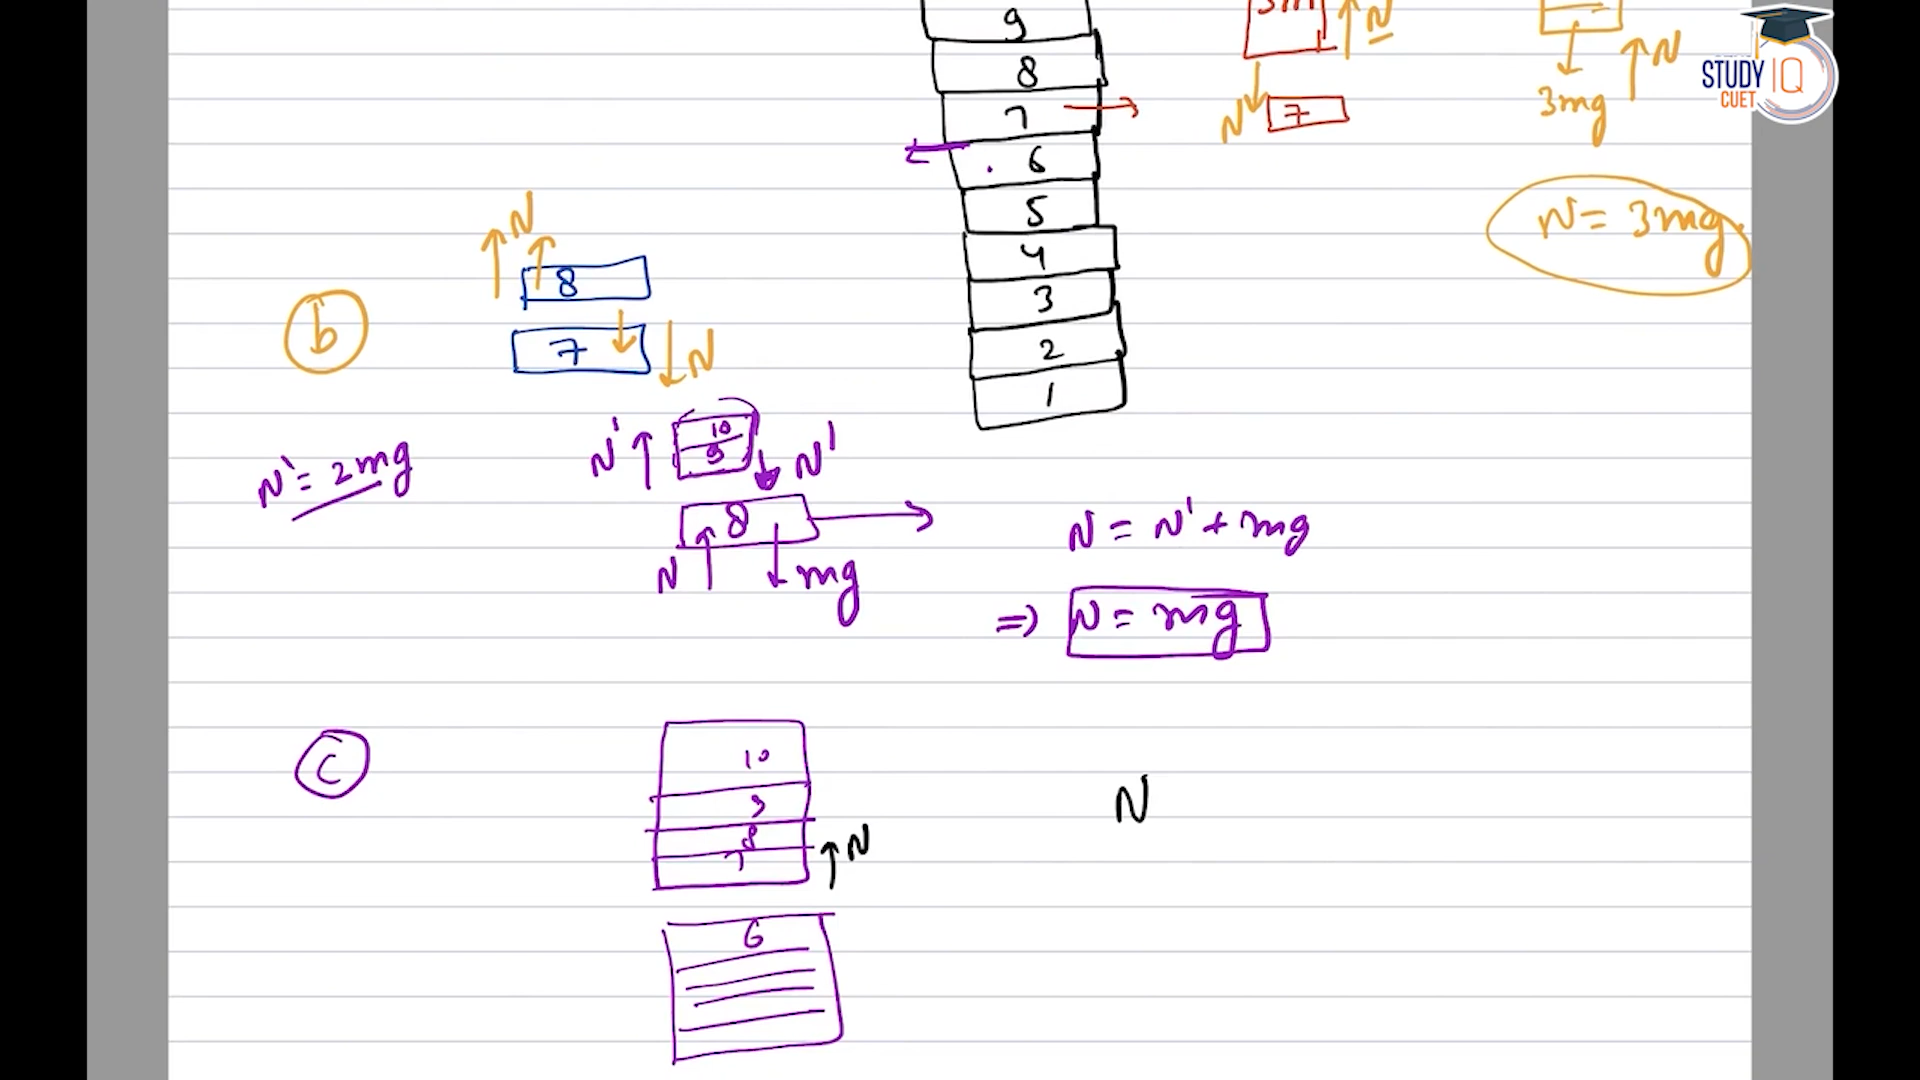 9
8
7
6
5
4
3
2
1
3m
N
N
7
3mg
N
STUDY IQ
CUET
N = 3mg
b
N
8
7
N
N' = 2mg
N'
10
9
N'
8
N
mg
N = N' + mg
⇒ N = mg
c
10
9
8
7
N
6
N